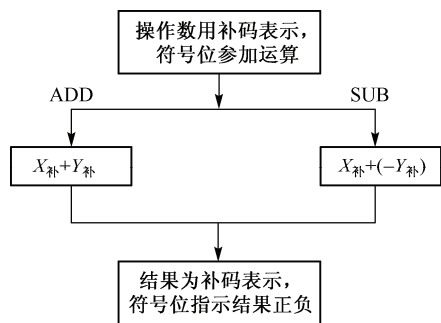 操作数用补码表示,
符号位参加运算
ADD
SUB
X补+Y补
X补+(-Y补)
结果为补码表示,
符号位指示结果正负